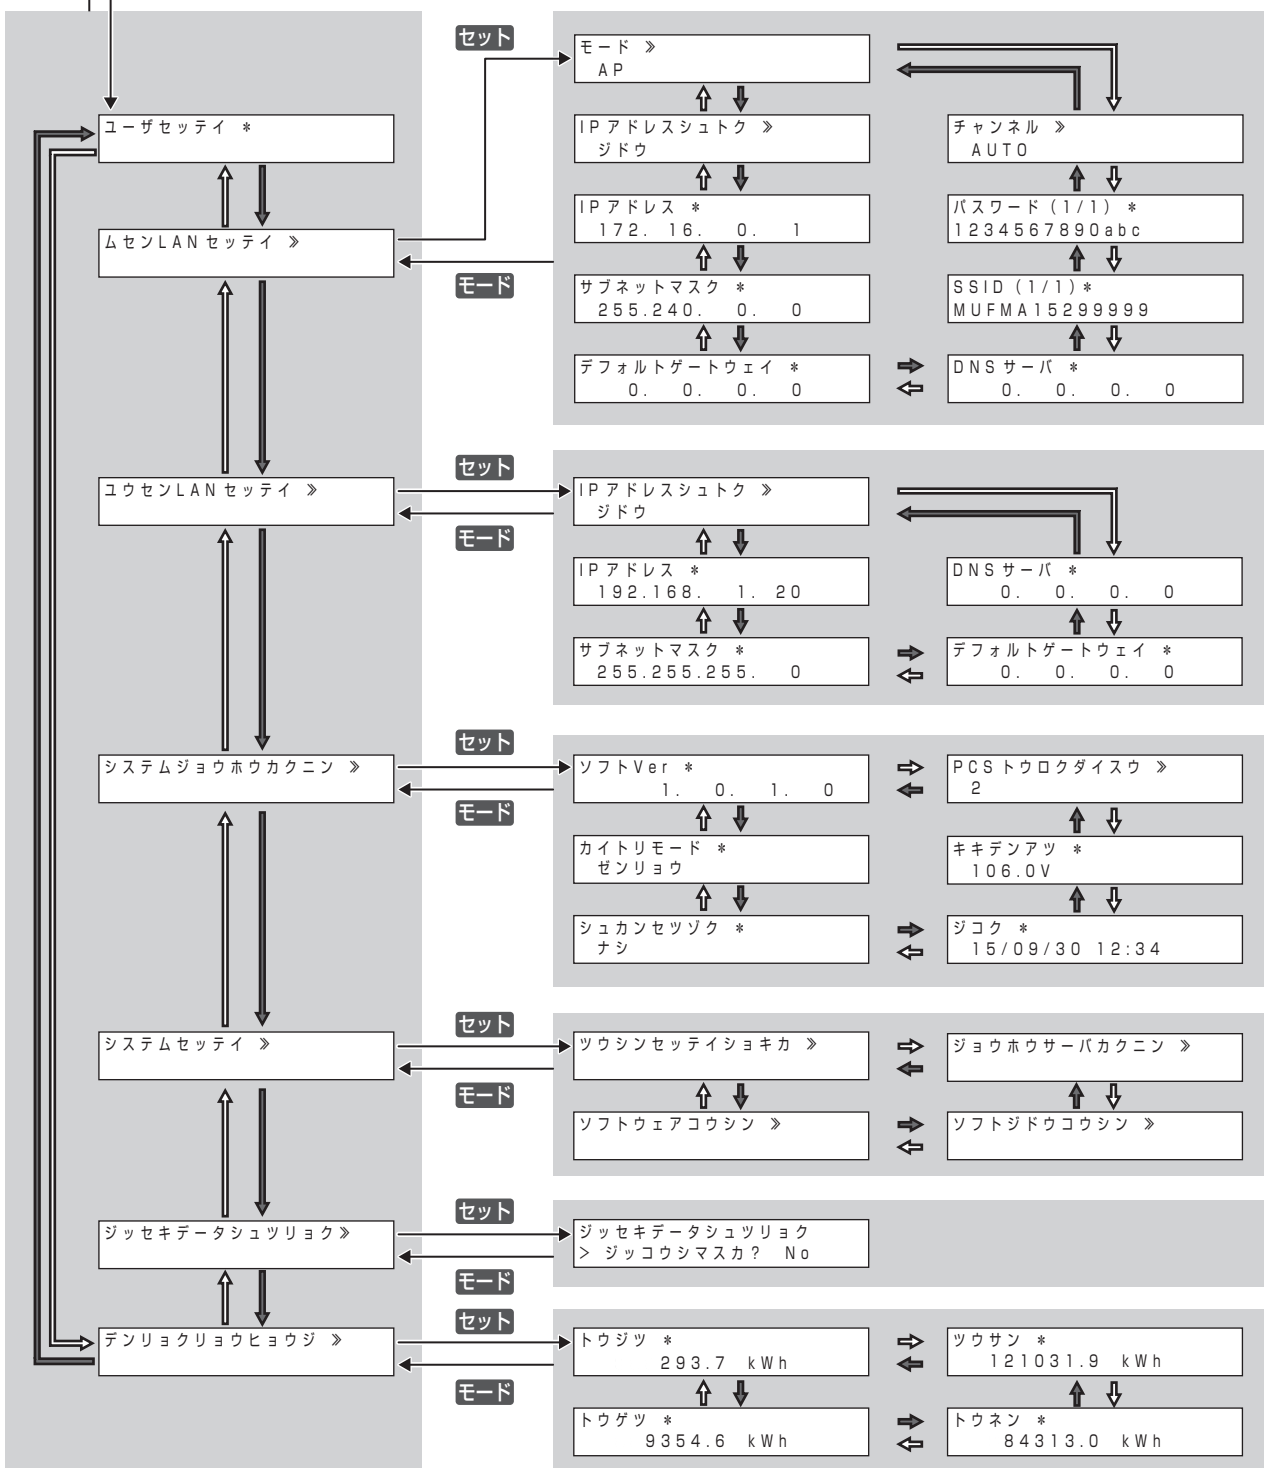 セット
モード »
AP
ユーザセッテイ *
IPアドレスシュトク »
ジドウ
チャンネル »
AUTO
IPアドレス *
172. 16. 0. 1
パスワード (1/1) *
1234567890abc
ムセンLANセッテイ »
モード
サブネットマスク *
255.240. 0. 0
SSID (1/1)*
MUFMA15299999
デフォルトゲートウェイ *
0. 0. 0. 0
DNSサーバ *
0. 0. 0. 0
セット
ユウセンLANセッテイ »
モード
IPアドレスシュトク »
ジドウ
IPアドレス *
192.168. 1. 20
DNSサーバ *
0. 0. 0. 0
サブネットマスク *
255.255.255. 0
デフォルトゲートウェイ *
0. 0. 0. 0
セット
システムジョウホウカクニン »
モード
ソフトVer *
1. 0. 1. 0
PCSトウロクダイスウ »
2
カイトリモード *
ゼンリョウ
キキデンアツ *
106.0V
シュカンセツゾク *
ナシ
ジコク *
15/09/30 12:34
セット
システムセッテイ »
モード
ツウシンセッテイショキカ »
ジョウホウサーバカクニン »
ソフトウェアコウシン »
ソフトジドウコウシン »
セット
ジッセキデータシュツリョク»
モード
ジッセキデータシュツリョク
> ジッコウシマスカ? No
セット
デンリョクリョウヒョウジ »
モード
トウジツ *
293.7 kWh
ツウサン *
121031.9 kWh
トウゲツ *
9354.6 kWh
トウネン *
84313.0 kWh